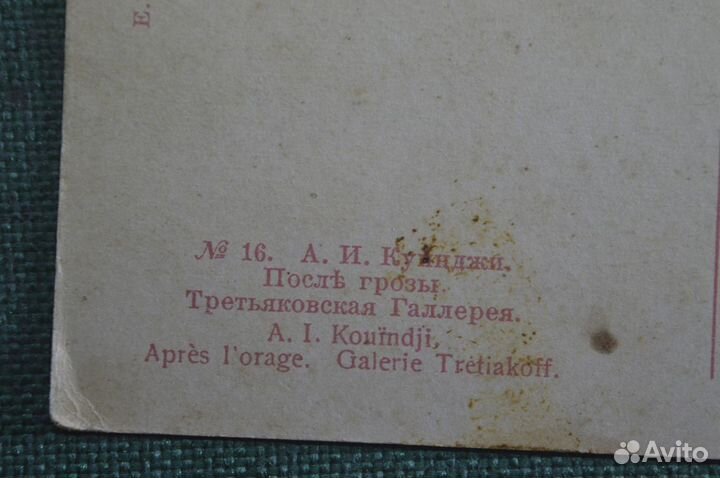 Е.
№ 16. А. И. Куинджи.
Послѣ грозы.
Третьяковская Галлерея.
A. I. Kouïndji,
Après l'orage. Galerie Tretiakoff.
Avito